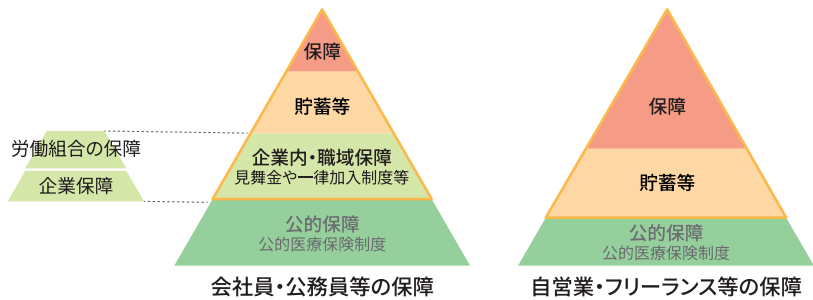 保障
貯蓄等
企業内・職域保障
見舞金や一律加入制度等
公的保障
公的医療保険制度
労働組合の保障
企業保障
会社員・公務員等の保障
保障
貯蓄等
公的保障
公的医療保険制度
自営業・フリーランス等の保障